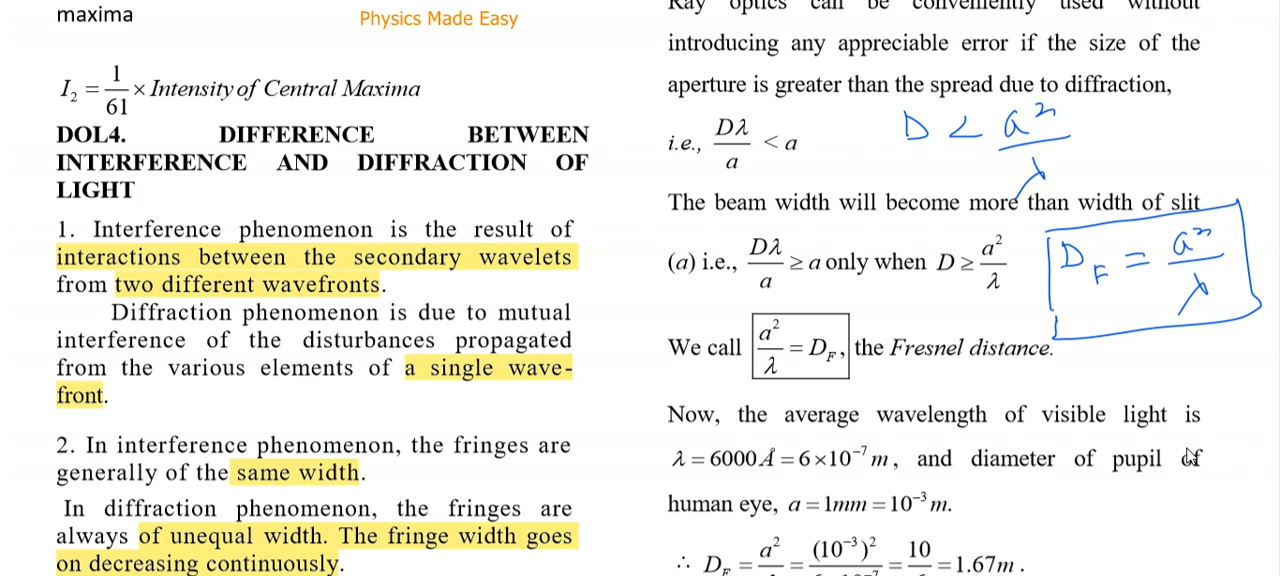 maxima
Physics Made Easy
I₂ = 1/61 × Intensity of Central Maxima
DOL4. DIFFERENCE BETWEEN
INTERFERENCE AND DIFFRACTION OF
LIGHT
1. Interference phenomenon is the result of
interactions between the secondary wavelets
from two different wavefronts.
Diffraction phenomenon is due to mutual
interference of the disturbances propagated
from the various elements of a single wave-
front.
2. In interference phenomenon, the fringes are
generally of the same width.
In diffraction phenomenon, the fringes are
always of unequal width. The fringe width goes
on decreasing continuously.
Ray optics can be conveniently used without
introducing any appreciable error if the size of the
aperture is greater than the spread due to diffraction,
i.e., Dλ/a < a
D < a²/λ
The beam width will become more than width of slit
(a) i.e., Dλ/a ≥ a only when D ≥ a²/λ
D_F = a²/λ
We call a²/λ = D_F, the Fresnel distance.
Now, the average wavelength of visible light is
λ = 6000Å = 6×10⁻⁷ m, and diameter of pupil of
human eye, a = 1mm = 10⁻³ m.
∴ D_F = a²/ = (10⁻³)²/ = 10/ = 1.67m.